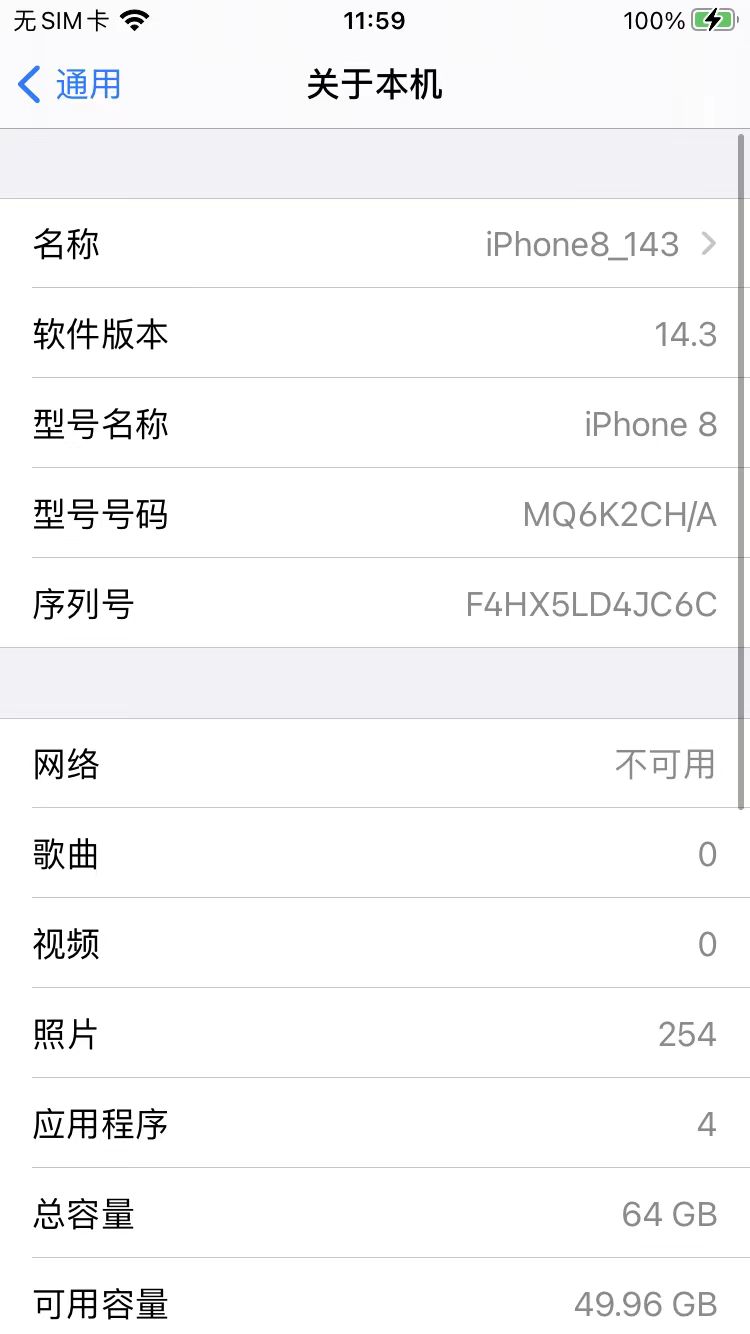 无SIM卡 11:59 100%
通用 关于本机
名称 iPhone8_143
软件版本 14.3
型号名称 iPhone 8
型号号码 MQ6K2CH/A
序列号 F4HX5LD4JC6C
网络 不可用
歌曲 0
视频 0
照片 254
应用程序 4
总容量 64 GB
可用容量 49.96 GB